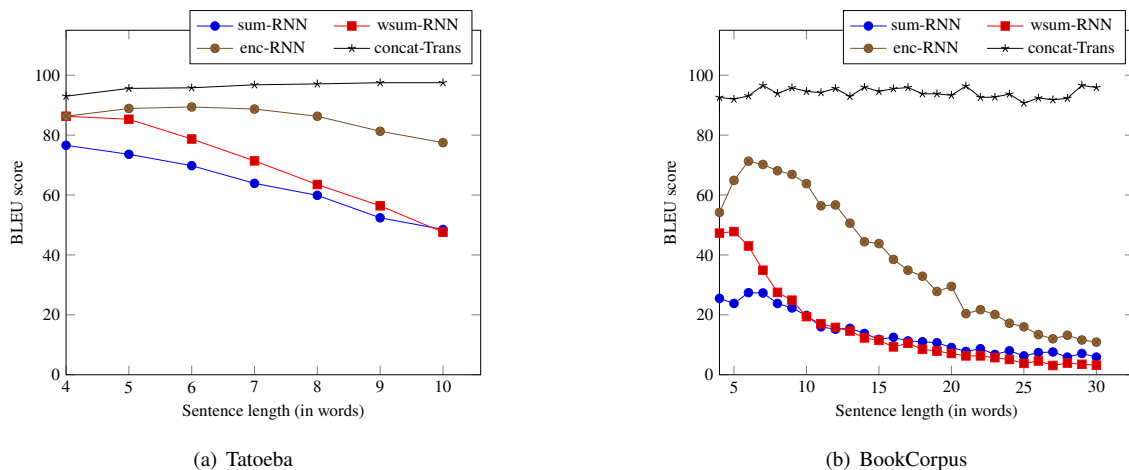 sum-RNN wsum-RNN
enc-RNN concat-Trans
100
80
60
40
20
0
BLEU score
4 5 6 7 8 9 10
Sentence length (in words)
(a) Tatoeba
sum-RNN wsum-RNN
enc-RNN concat-Trans
100
80
60
40
20
0
BLEU score
5 10 15 20 25 30
Sentence length (in words)
(b) BookCorpus